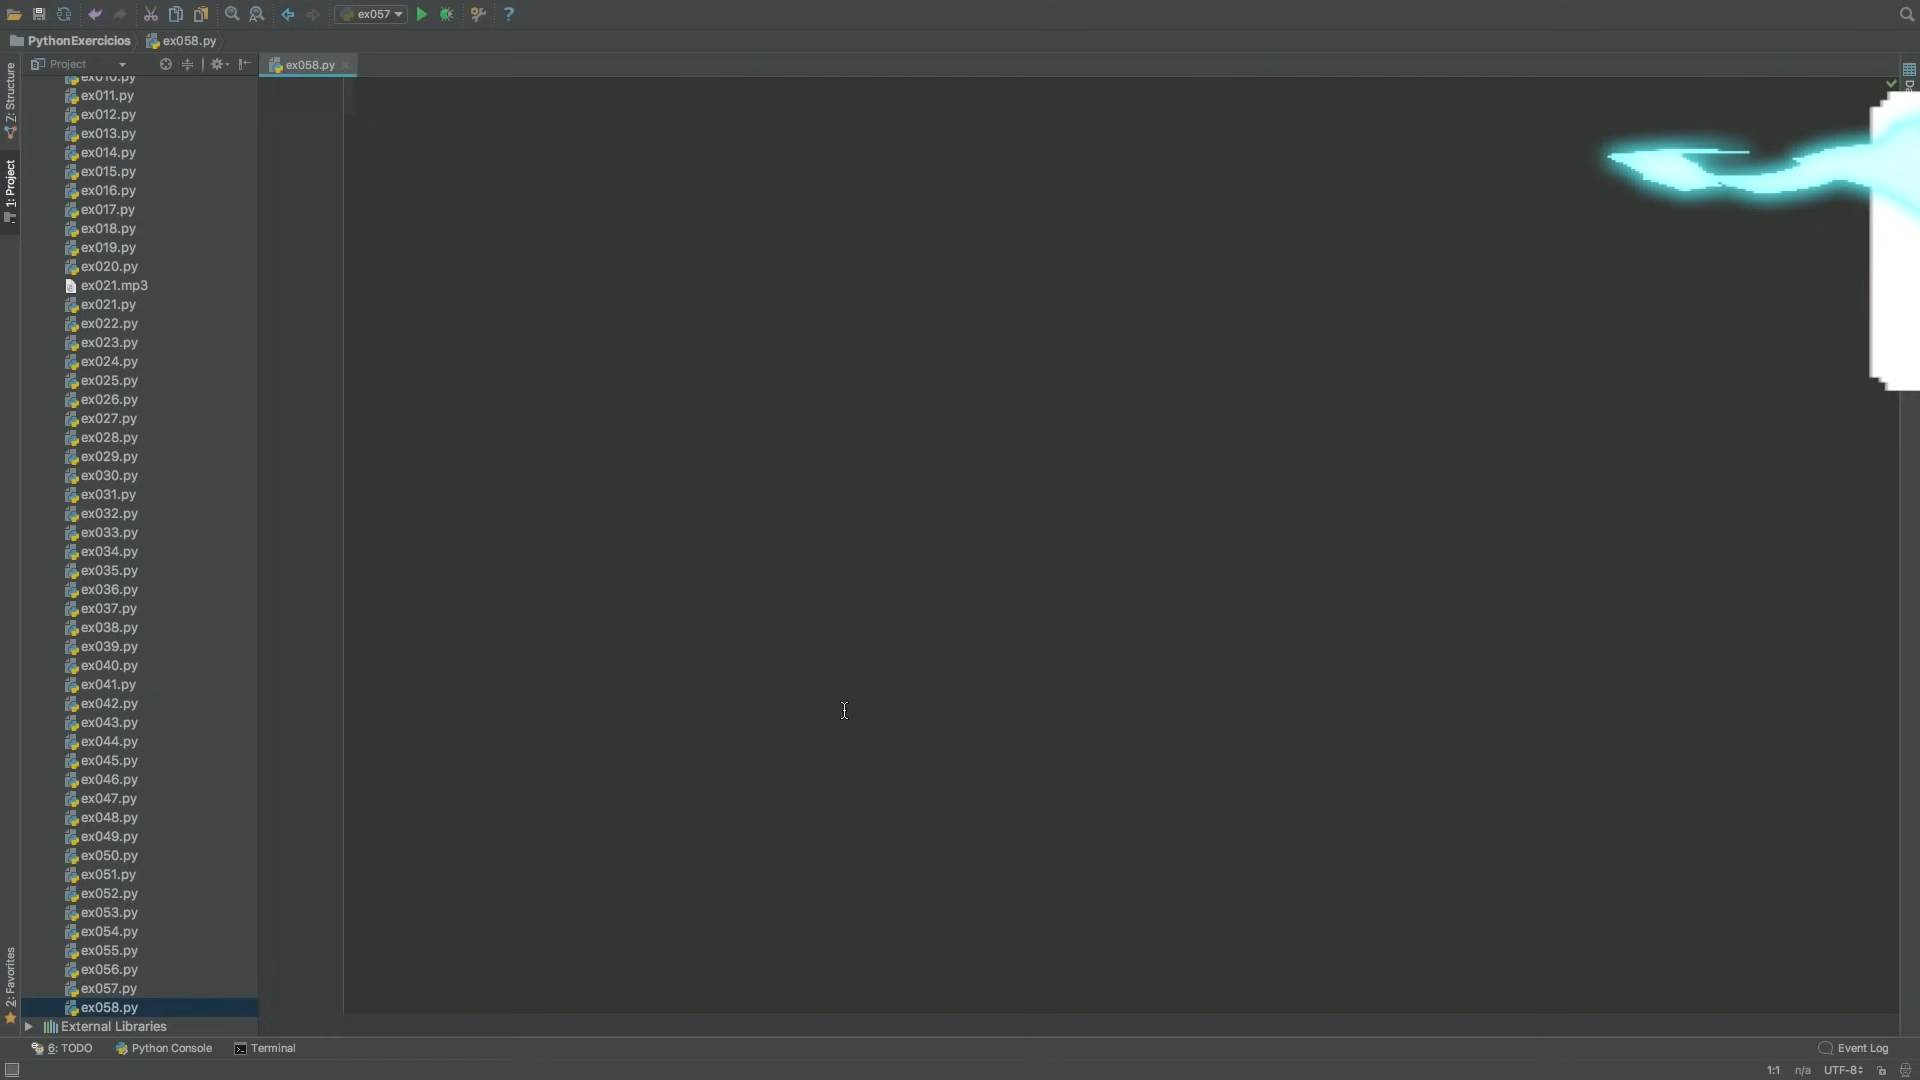 ex057
PythonExercicios
ex058.py
Project
ex058.py
Z: Structure
1: Project
2: Favorites
ex010.py
ex011.py
ex012.py
ex013.py
ex014.py
ex015.py
ex016.py
ex017.py
ex018.py
ex019.py
ex020.py
ex021.mp3
ex021.py
ex022.py
ex023.py
ex024.py
ex025.py
ex026.py
ex027.py
ex028.py
ex029.py
ex030.py
ex031.py
ex032.py
ex033.py
ex034.py
ex035.py
ex036.py
ex037.py
ex038.py
ex039.py
ex040.py
ex041.py
ex042.py
ex043.py
ex044.py
ex045.py
ex046.py
ex047.py
ex048.py
ex049.py
ex050.py
ex051.py
ex052.py
ex053.py
ex054.py
ex055.py
ex056.py
ex057.py
ex058.py
External Libraries
6: TODO
Python Console
Terminal
Event Log
1:1
n/a
UTF-8